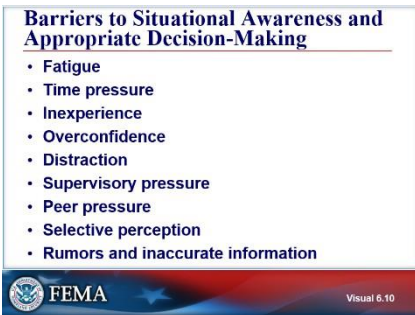 Barriers to Situational Awareness and
Appropriate Decision-Making
• Fatigue
• Time pressure
• Inexperience
• Overconfidence
• Distraction
• Supervisory pressure
• Peer pressure
• Selective perception
• Rumors and inaccurate information
FEMA
Visual 6.10